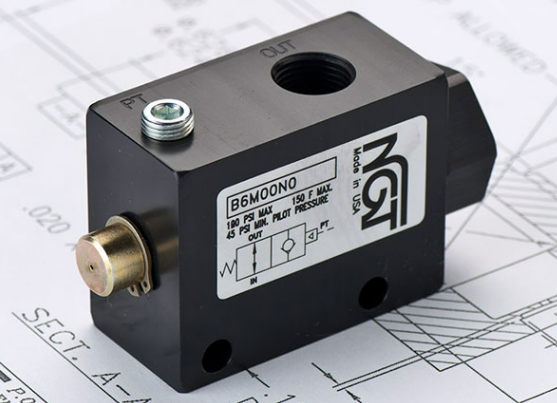 ALLOWED
OUT
PT
NGT
Made in USA
B6M00N0
190 PSI MAX 150 F MAX.
45 PSI MIN. PILOT PRESSURE
OUT
PT
IN
.020
SECT. A-A
P.O.